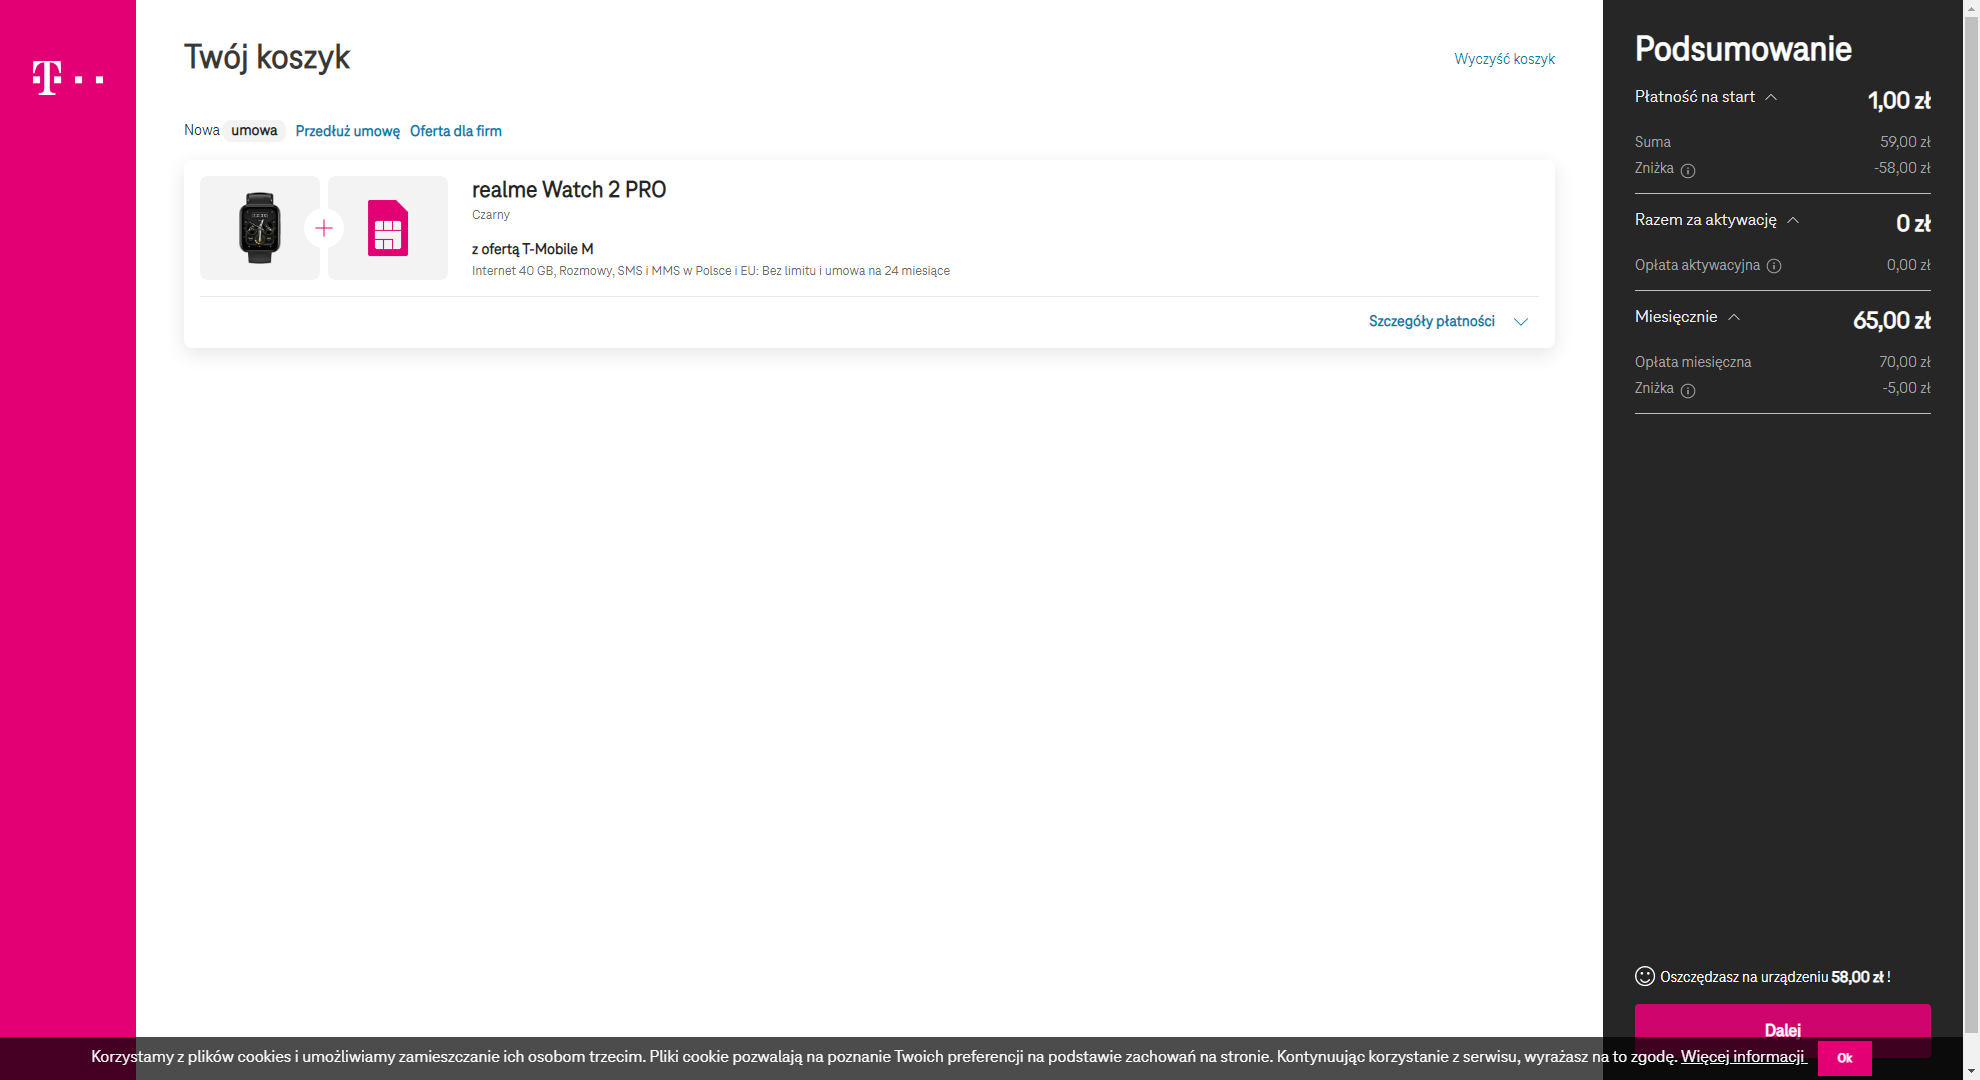 T
Twój koszyk
Wyczyść koszyk
Nowa umowa Przedłuż umowę Oferta dla firm
realme Watch 2 PRO
Czarny
z ofertą T-Mobile M
Internet 40 GB, Rozmowy, SMS i MMS w Polsce i EU: Bez limitu i umowa na 24 miesiące
Szczegóły płatności
Podsumowanie
Płatność na start 1,00 zł
Suma 59,00 zł
Zniżka -58,00 zł
Razem za aktywację 0 zł
Opłata aktywacyjna 0,00 zł
Miesięcznie 65,00 zł
Opłata miesięczna 70,00 zł
Zniżka -5,00 zł
Oszczędzasz na urządzeniu 58,00 zł !
Dalej
Korzystamy z plików cookies i umożliwiamy zamieszczanie ich osobom trzecim. Pliki cookie pozwalają na poznanie Twoich preferencji na podstawie zachowań na stronie. Kontynuując korzystanie z serwisu, wyrażasz na to zgodę. Więcej informacji Ok